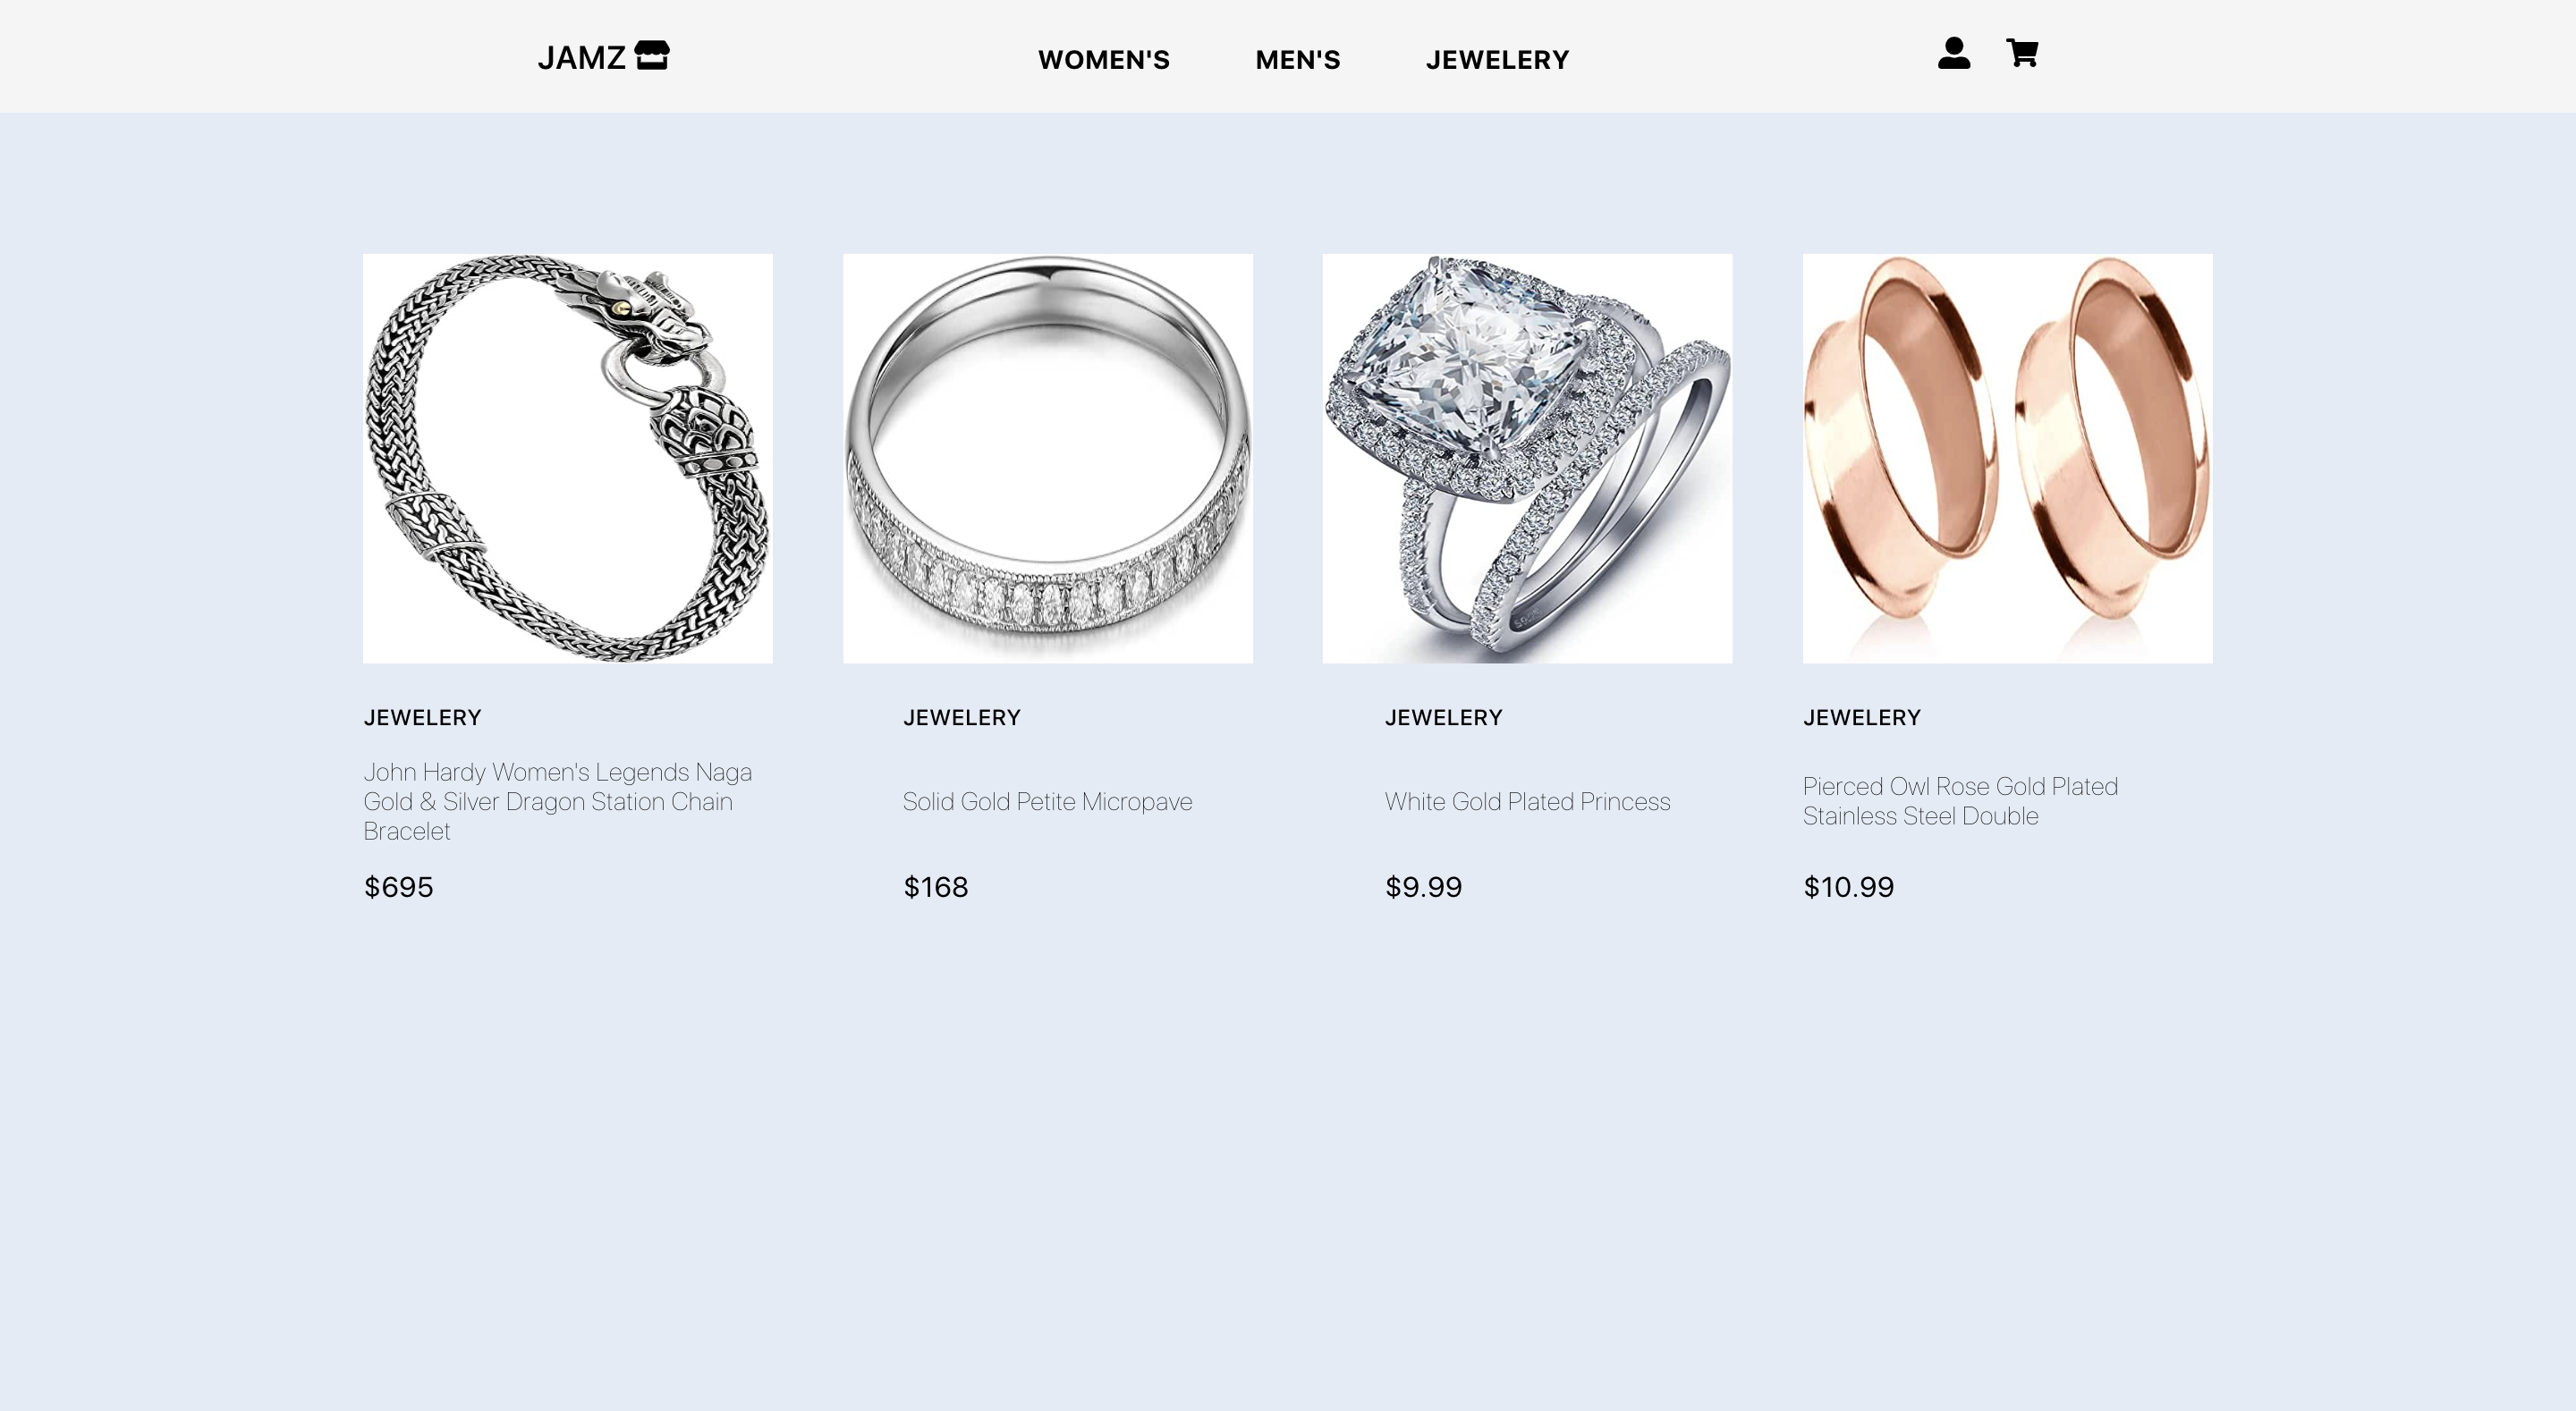 JAMZ
WOMEN'S
MEN'S
JEWELERY
JEWELERY
John Hardy Women's Legends Naga
Gold & Silver Dragon Station Chain
Bracelet
$695
JEWELERY
Solid Gold Petite Micropave
$168
JEWELERY
White Gold Plated Princess
$9.99
JEWELERY
Pierced Owl Rose Gold Plated
Stainless Steel Double
$10.99